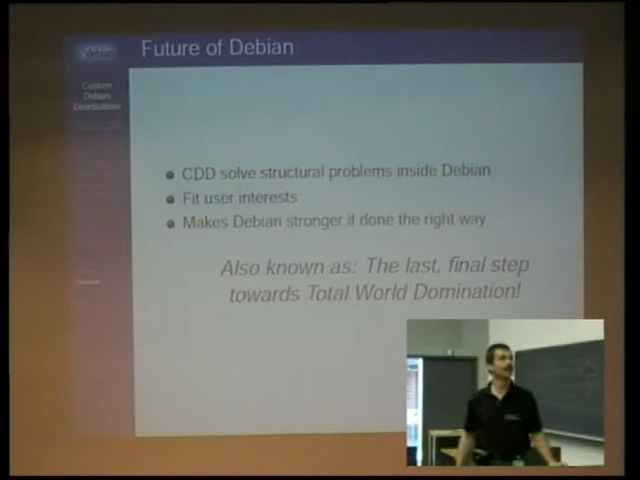 Future of Debian
Custom
Debian
Distributions
CDD solve structural problems inside Debian
Fit user interests
Makes Debian stronger if done the right way
Also known as: The last, final step
towards Total World Domination!